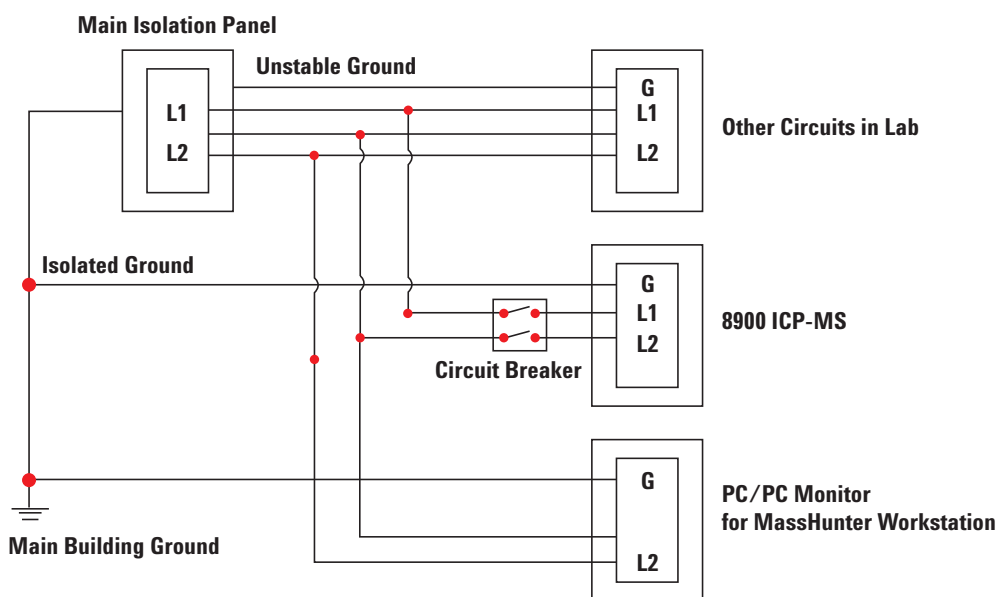 Main Isolation Panel
Unstable Ground
L1
L2
G
L1
L2
Other Circuits in Lab
Isolated Ground
G
L1
L2
8900 ICP-MS
Circuit Breaker
G
L2
PC/PC Monitor
for MassHunter Workstation
Main Building Ground